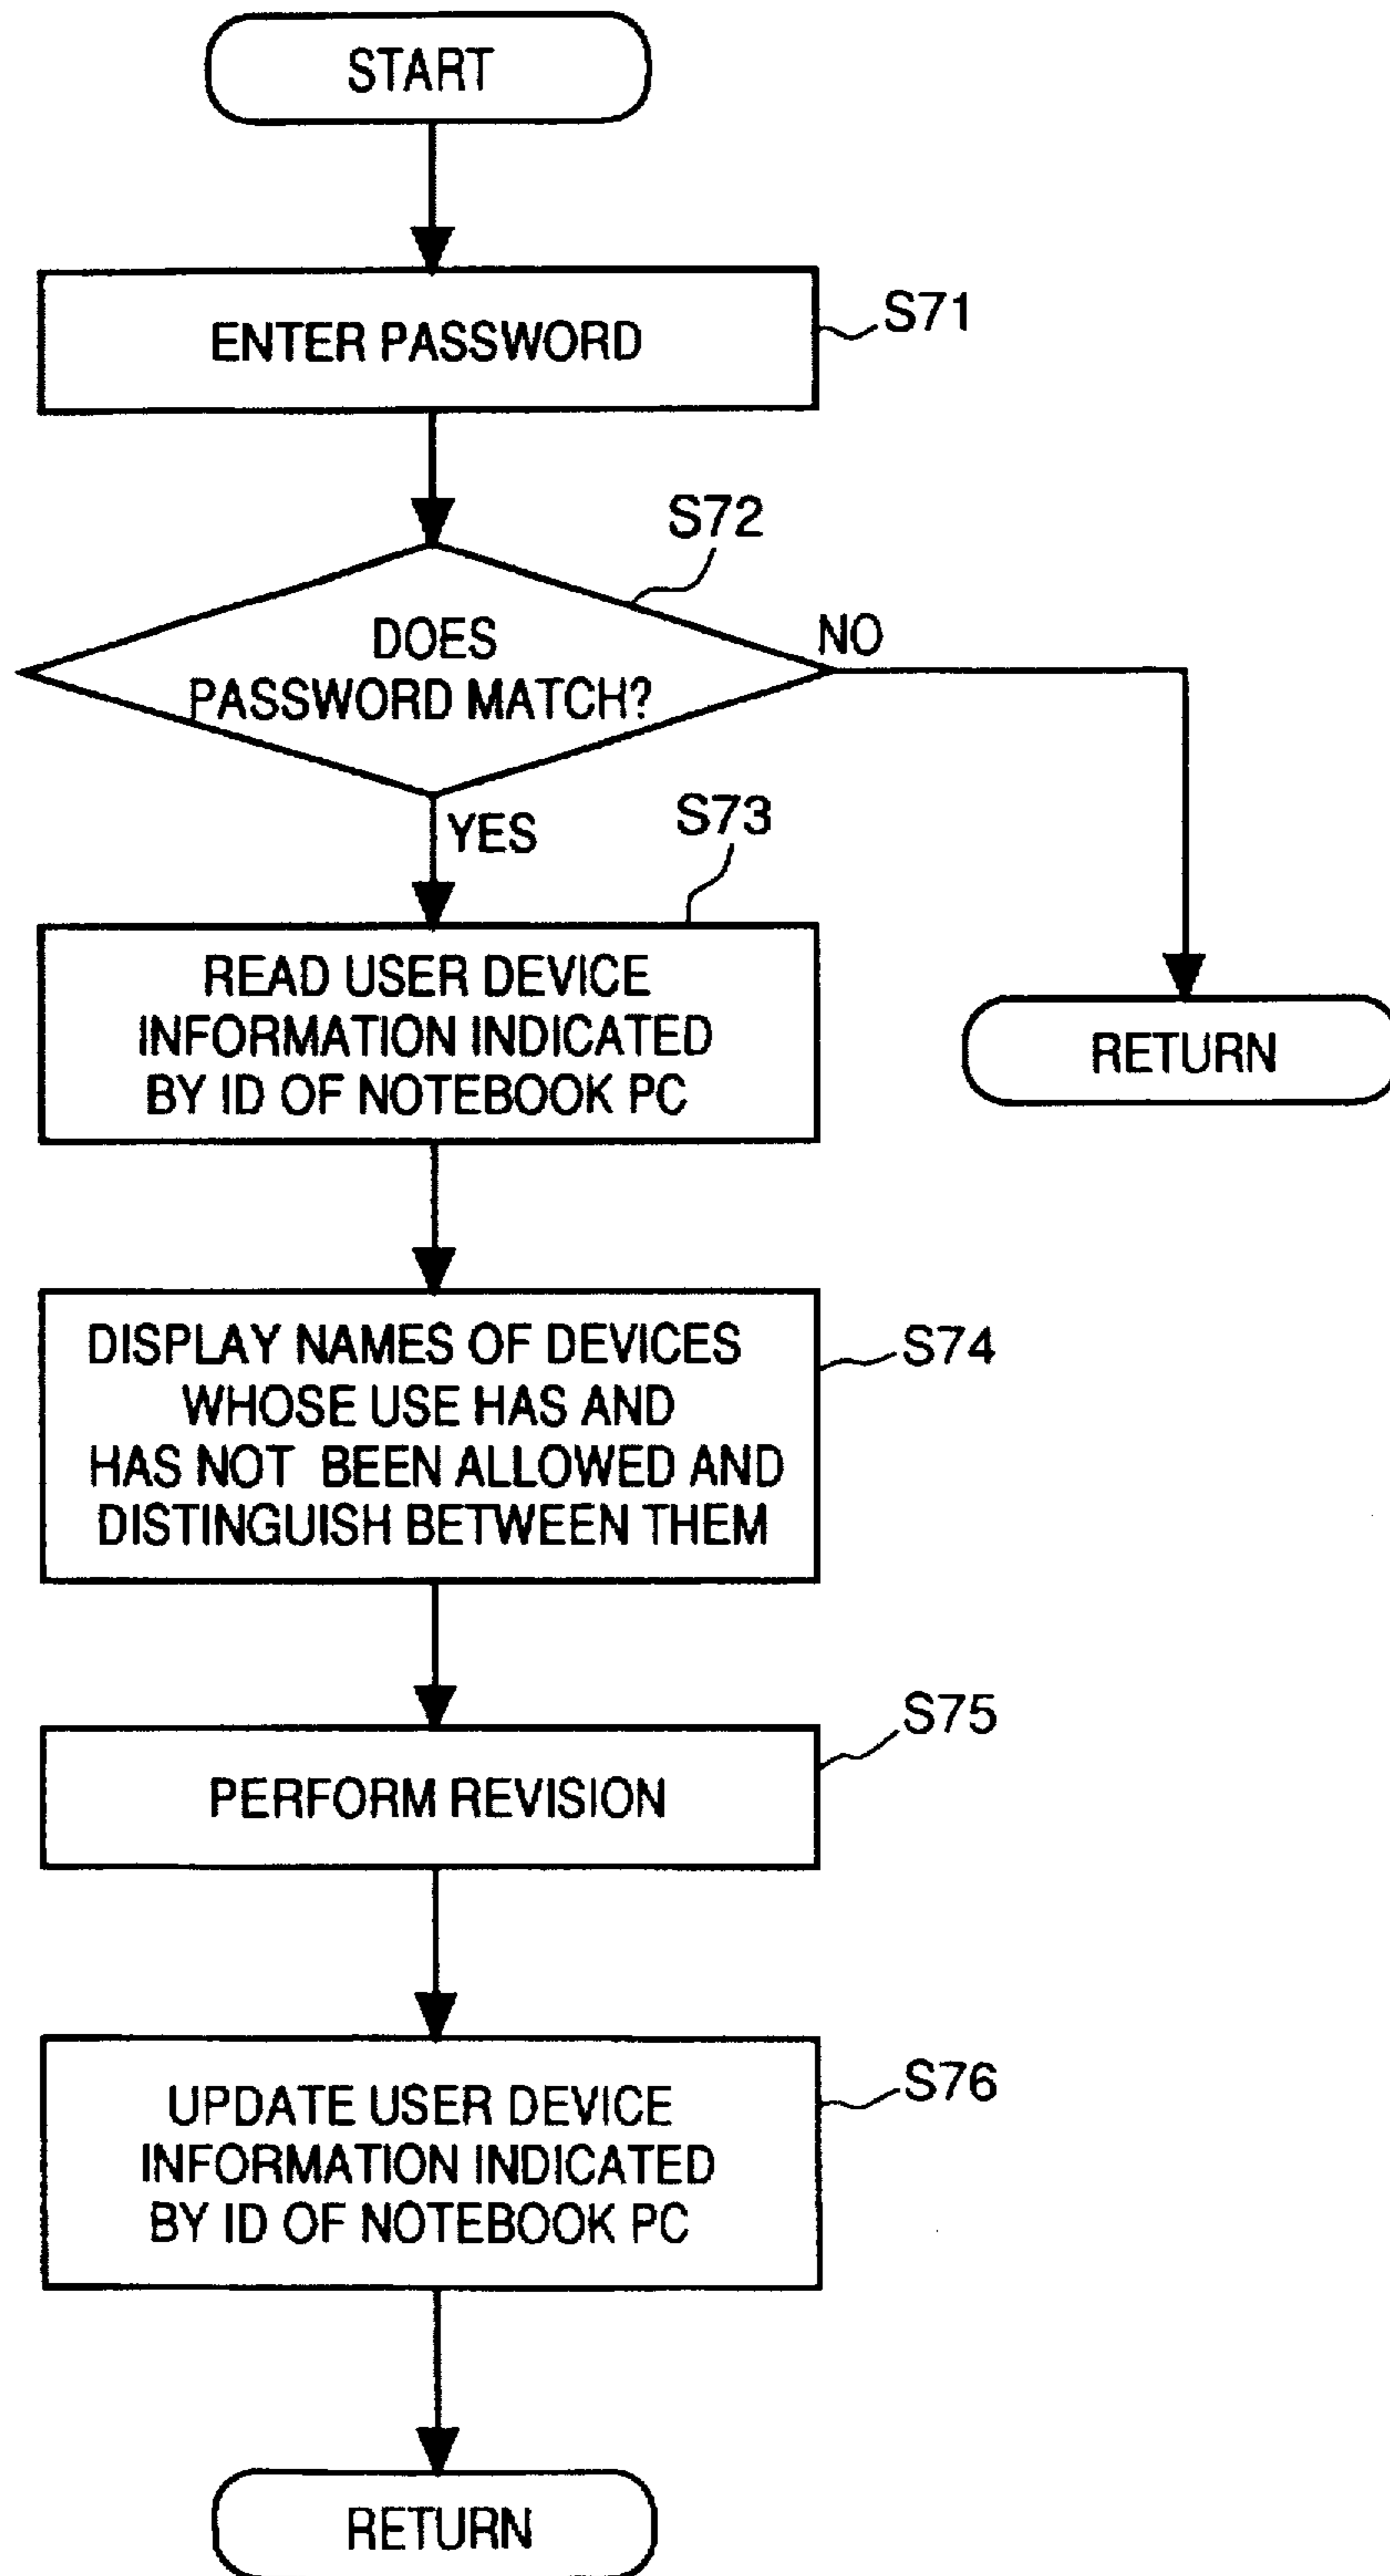 START
ENTER PASSWORD
S71
S72
DOES
PASSWORD MATCH?
NO
YES
S73
READ USER DEVICE
INFORMATION INDICATED
BY ID OF NOTEBOOK PC
RETURN
DISPLAY NAMES OF DEVICES
WHOSE USE HAS AND
HAS NOT BEEN ALLOWED AND
DISTINGUISH BETWEEN THEM
S74
PERFORM REVISION
S75
UPDATE USER DEVICE
INFORMATION INDICATED
BY ID OF NOTEBOOK PC
S76
RETURN